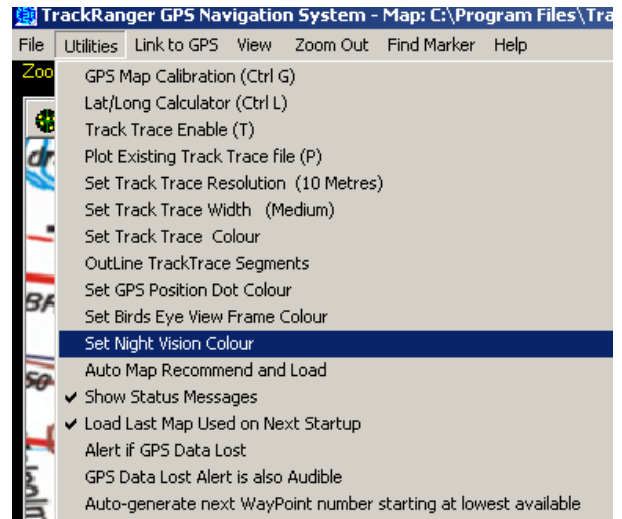 TrackRanger GPS Navigation System - Map: C:\Program Files\Tra
File Utilities Link to GPS View Zoom Out Find Marker Help
Zoo
GPS Map Calibration (Ctrl G)
Lat/Long Calculator (Ctrl L)
Track Trace Enable (T)
Plot Existing Track Trace file (P)
Set Track Trace Resolution (10 Metres)
Set Track Trace Width (Medium)
Set Track Trace Colour
OutLine TrackTrace Segments
Set GPS Position Dot Colour
Set Birds Eye View Frame Colour
Set Night Vision Colour
Auto Map Recommend and Load
Show Status Messages
Load Last Map Used on Next Startup
Alert if GPS Data Lost
GPS Data Lost Alert is also Audible
Auto-generate next WayPoint number starting at lowest available